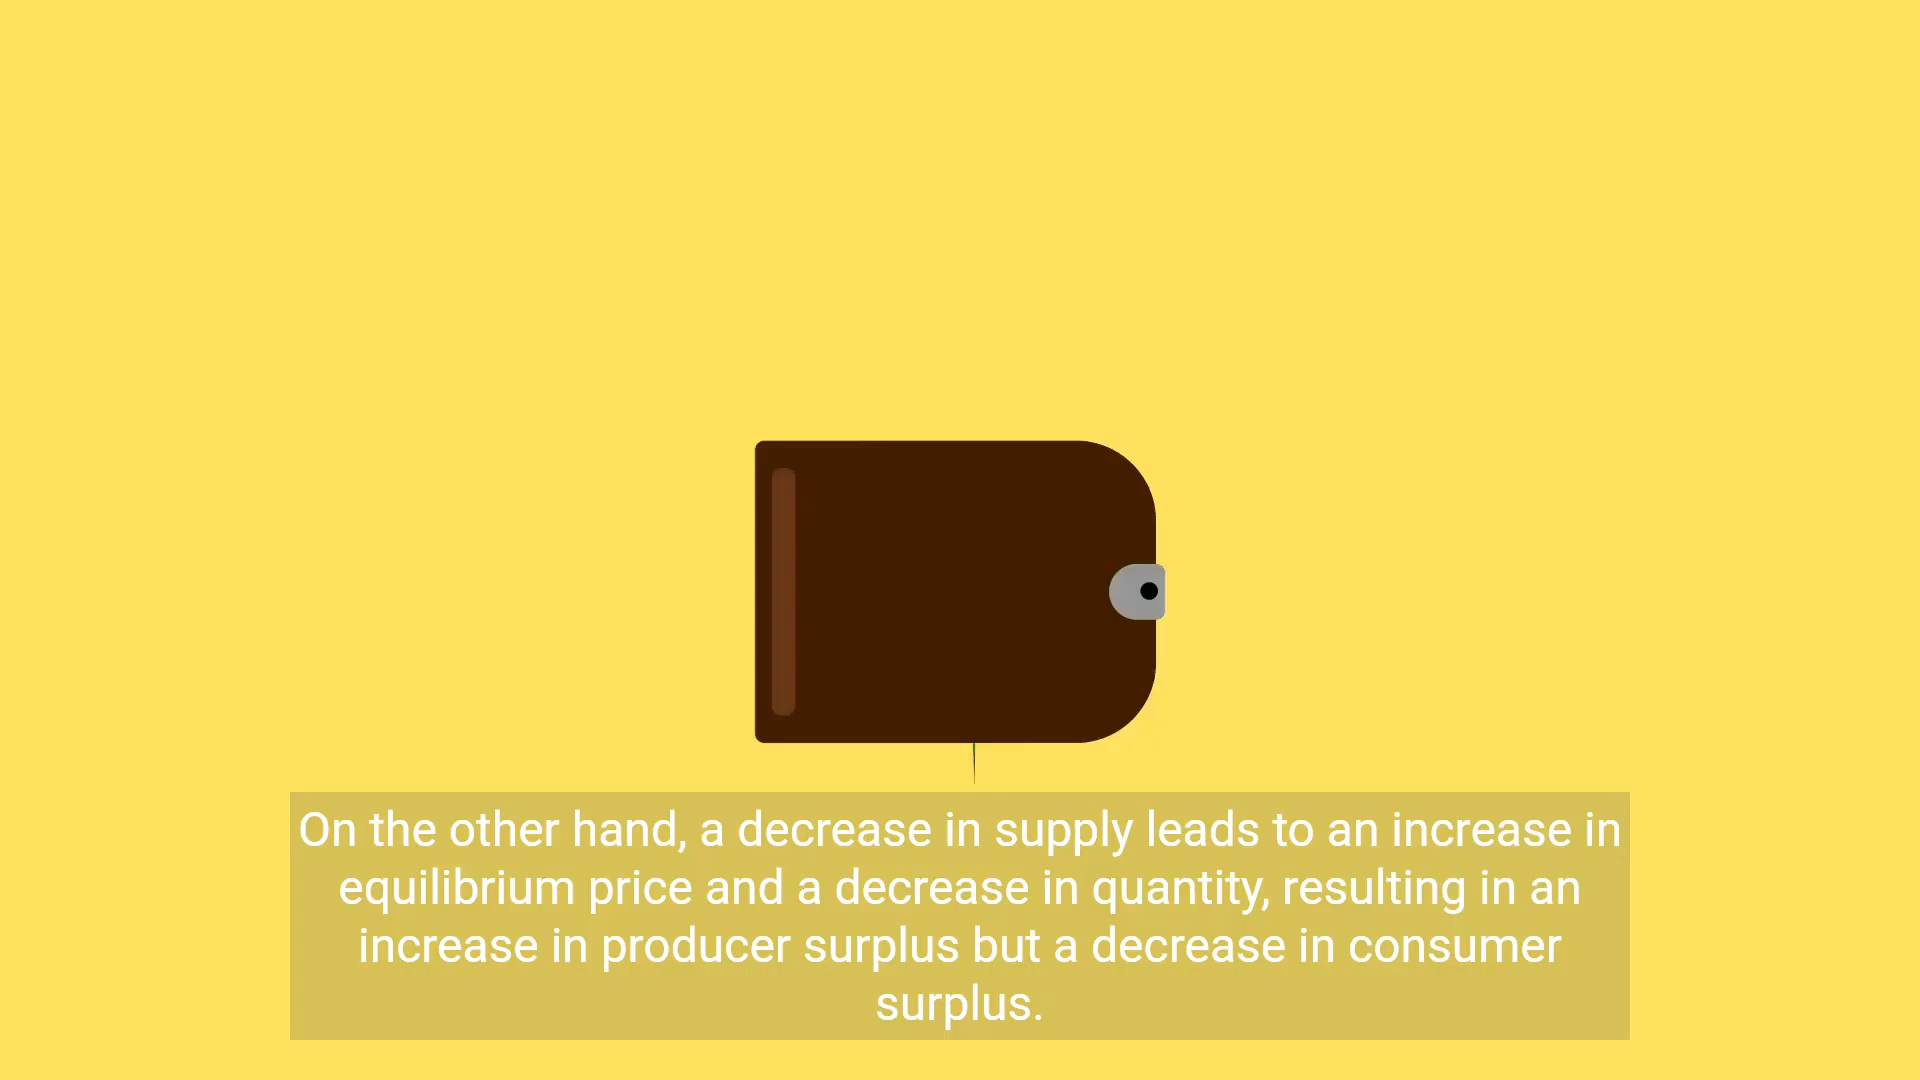 On the other hand, a decrease in supply leads to an increase in
equilibrium price and a decrease in quantity, resulting in an
increase in producer surplus but a decrease in consumer
surplus.